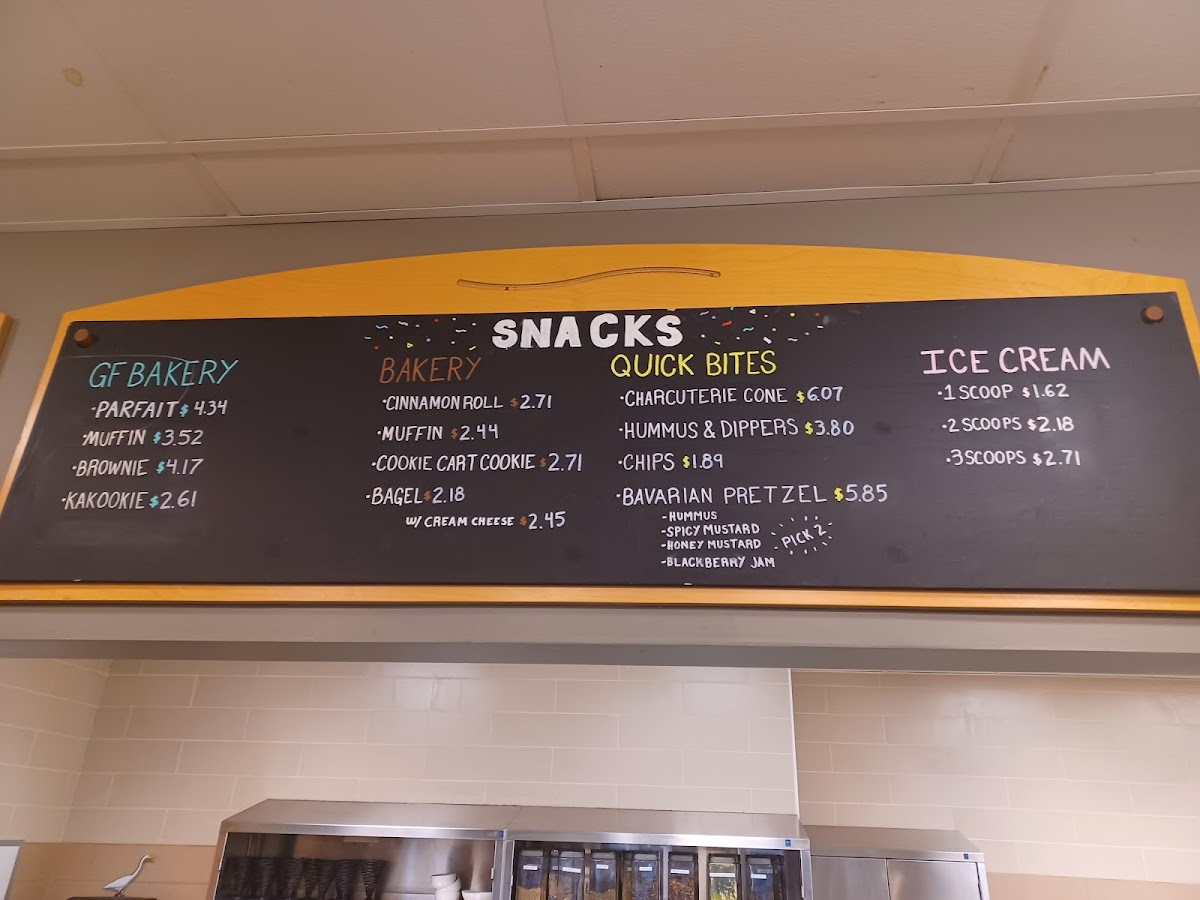 SNACKS
GF BAKERY
·PARFAIT $ 4.34
·MUFFIN $3.52
·BROWNIE $4.17
·KAKOOKIE $2.61
BAKERY
·CINNAMON ROLL $2.71
·MUFFIN $2.44
·COOKIE CART COOKIE $2.71
·BAGEL $2.18
W/ CREAM CHEESE $2.45
QUICK BITES
·CHARCUTERIE CONE $6.07
·HUMMUS & DIPPERS $3.80
·CHIPS $1.89
·BAVARIAN PRETZEL $5.85
-HUMMUS
-SPICY MUSTARD
-HONEY MUSTARD
-BLACKBERRY JAM
PICK 2
ICE CREAM
·1 SCOOP $1.62
·2 SCOOPS $2.18
·3 SCOOPS $2.71